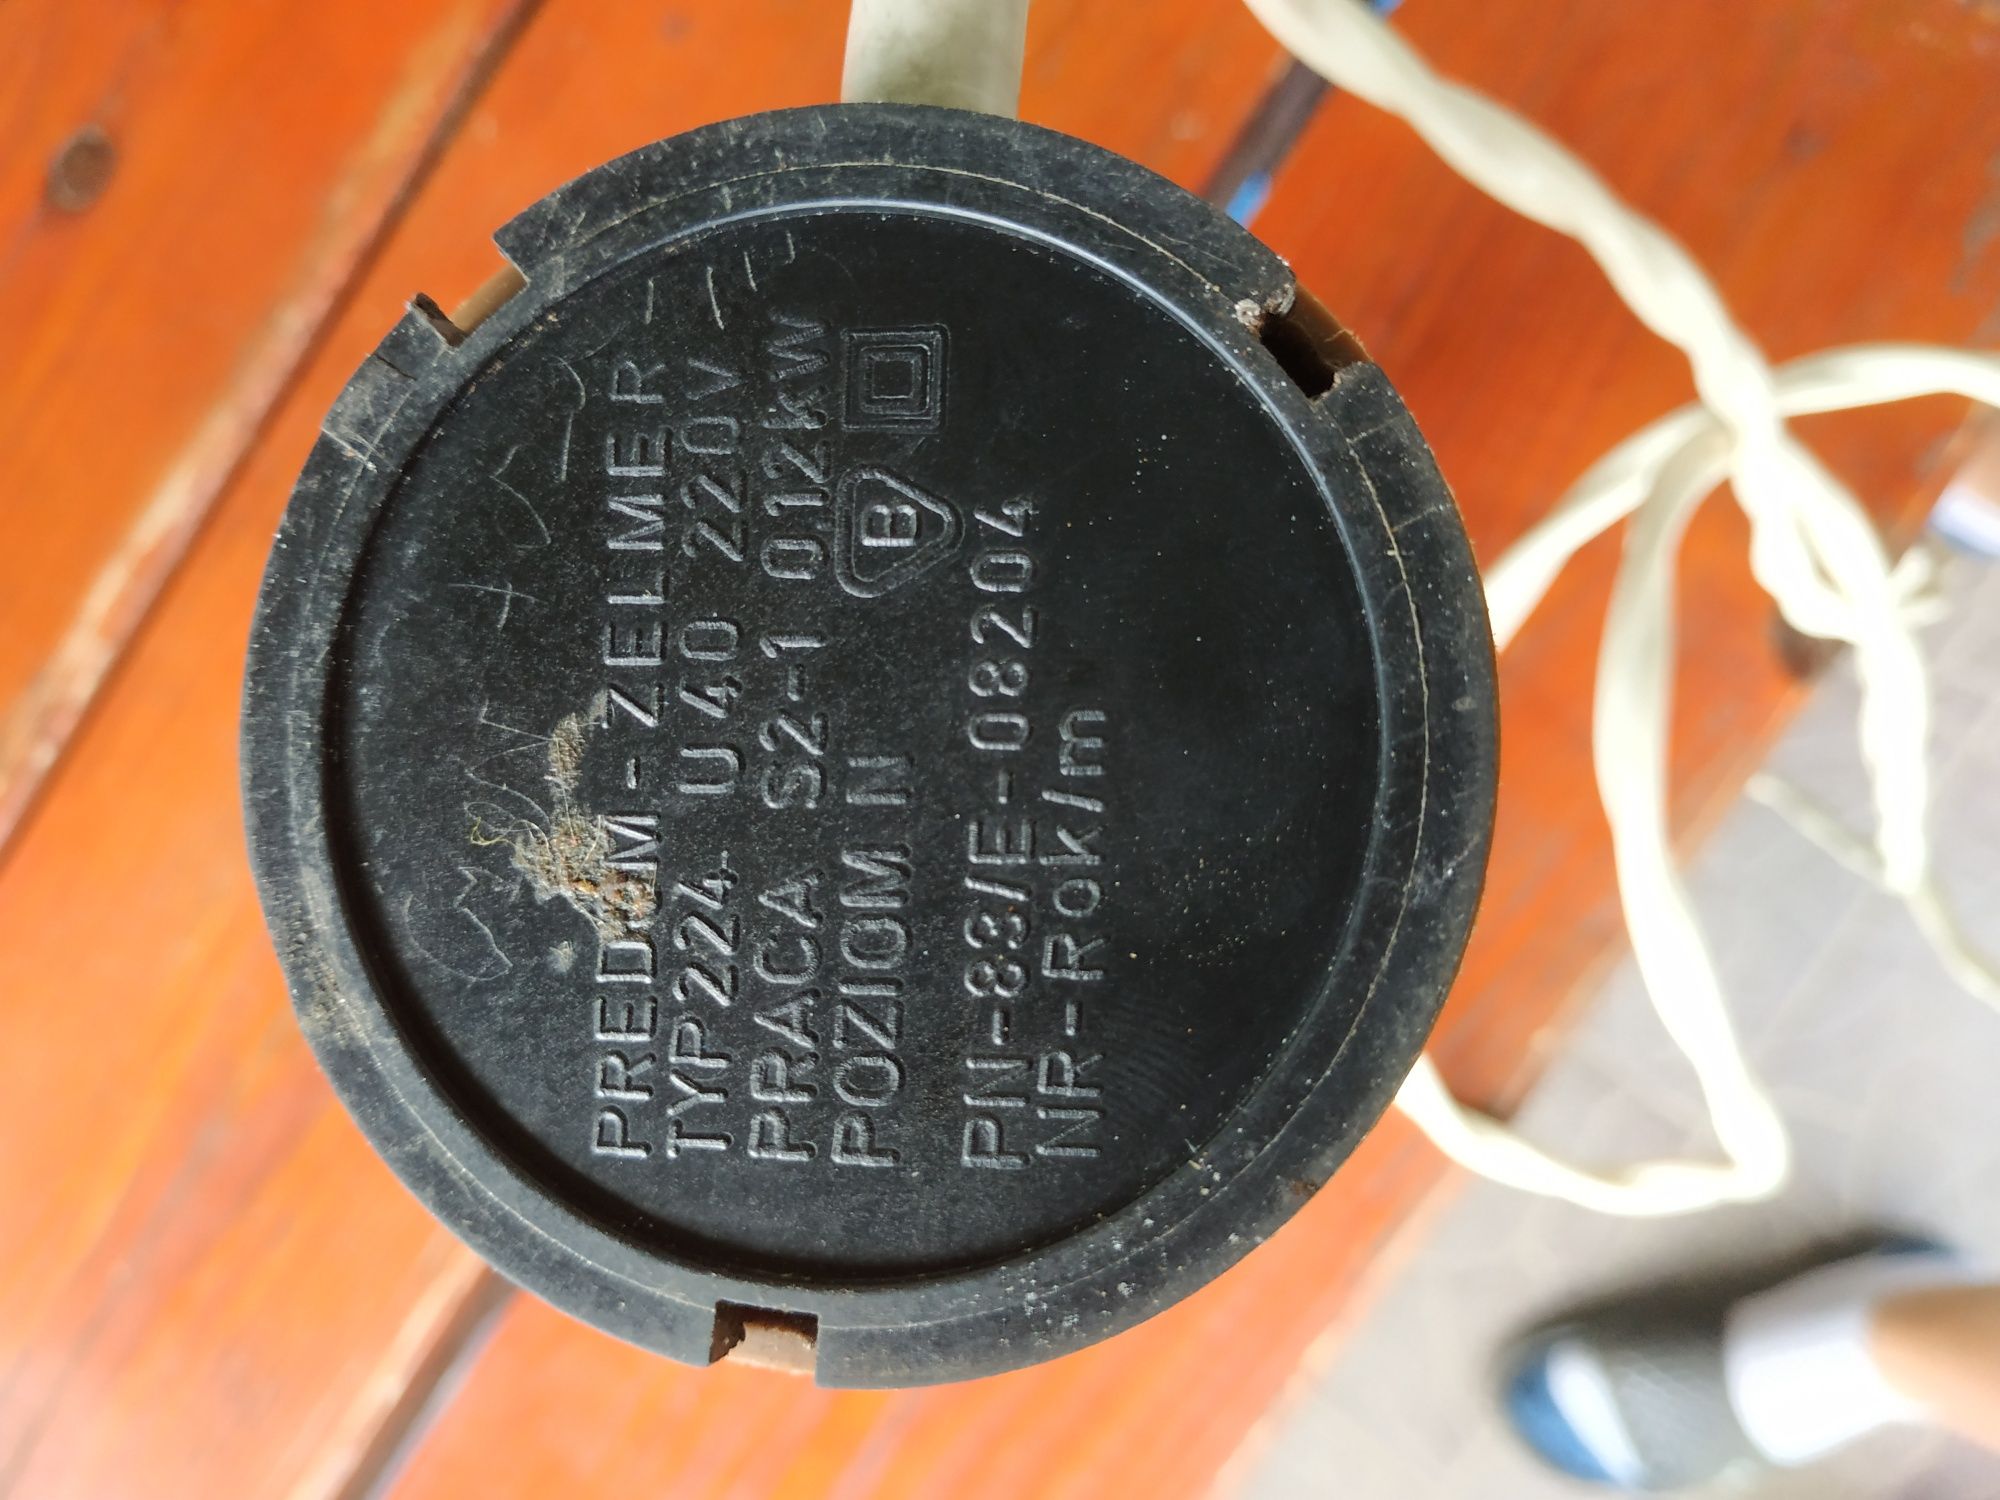 PREDOM-ZELMER
TYP224 U40 220V
PRACA S2-1 0.12kW
POZIOM N B
PN-83/E-08204
NR-Rok/m